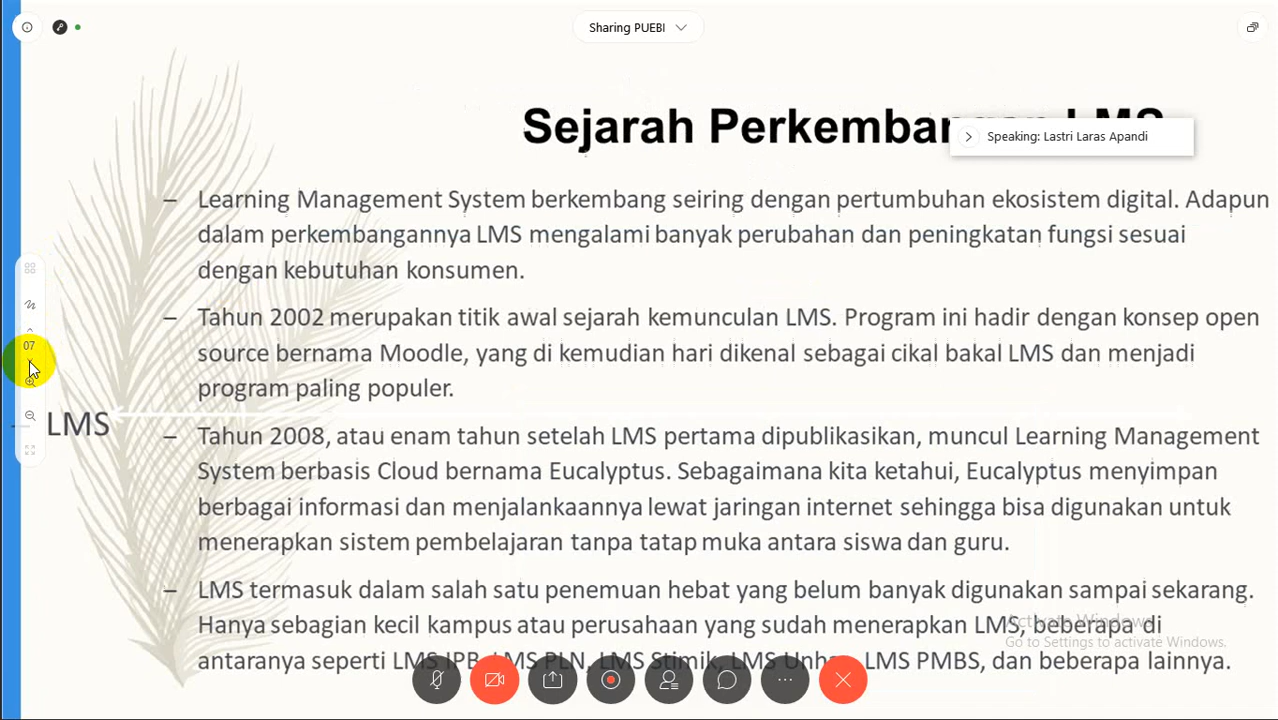 Sharing PUEBI
Sejarah Perkembangan LMS
Speaking: Lastri Laras Apandi
– Learning Management System berkembang seiring dengan pertumbuhan ekosistem digital. Adapun
dalam perkembangannya LMS mengalami banyak perubahan dan peningkatan fungsi sesuai
dengan kebutuhan konsumen.
– Tahun 2002 merupakan titik awal sejarah kemunculan LMS. Program ini hadir dengan konsep open
source bernama Moodle, yang di kemudian hari dikenal sebagai cikal bakal LMS dan menjadi
program paling populer.
07
LMS
– Tahun 2008, atau enam tahun setelah LMS pertama dipublikasikan, muncul Learning Management
System berbasis Cloud bernama Eucalyptus. Sebagaimana kita ketahui, Eucalyptus menyimpan
berbagai informasi dan menjalankaannya lewat jaringan internet sehingga bisa digunakan untuk
menerapkan sistem pembelajaran tanpa tatap muka antara siswa dan guru.
– LMS termasuk dalam salah satu penemuan hebat yang belum banyak digunakan sampai sekarang.
Hanya sebagian kecil kampus atau perusahaan yang sudah menerapkan LMS, beberapa di
antaranya seperti LMS IPB, LMS PLN, LMS Stimik, LMS LMS PMBS, dan beberapa lainnya.
Activate Windows
Go to Settings to activate Windows.